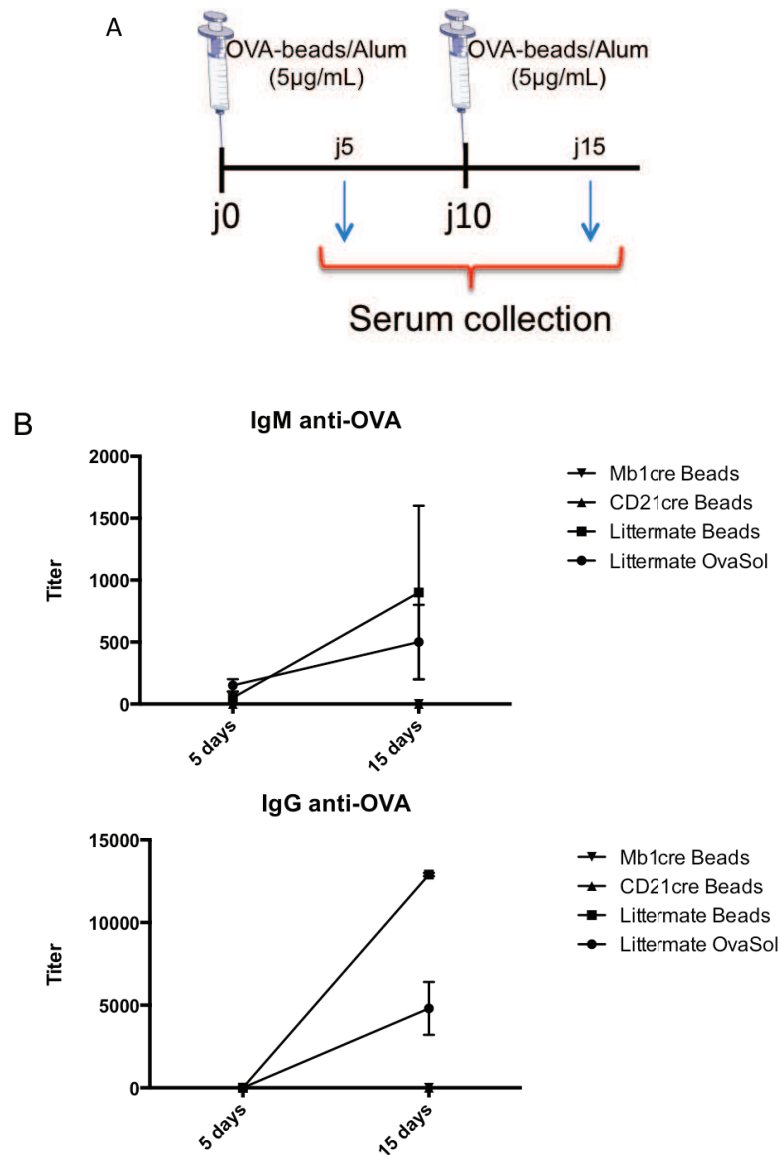 A
OVA-beads/Alum
(5µg/mL)
OVA-beads/Alum
(5µg/mL)
j5
j15
j0
j10
Serum collection
B
IgM anti-OVA
2000
1500
1000
500
0
Titer
5 days
15 days
Mb1cre Beads
CD21cre Beads
Littermate Beads
Littermate OvaSol
IgG anti-OVA
15000
10000
5000
0
Titer
5 days
15 days
Mb1cre Beads
CD21cre Beads
Littermate Beads
Littermate OvaSol